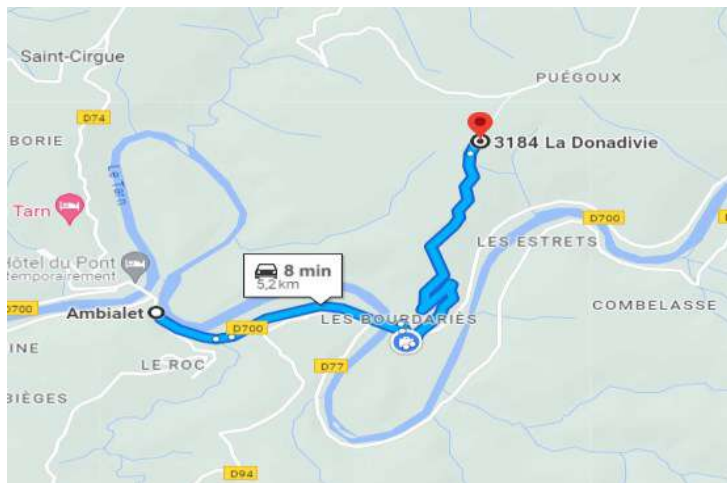 Saint-Cirgue
PUÉGOUX
D74
BORIE
3184 La Donadivie
Le Tarn
Tarn
D700
LES ESTRETS
Hôtel du Pont
Temporairement
8 min
5,2 km
COMBELASSE
D700
Ambialet
D700
LES BOURDARIÈS
INE
LE ROC
D77
BIÈGES
D94